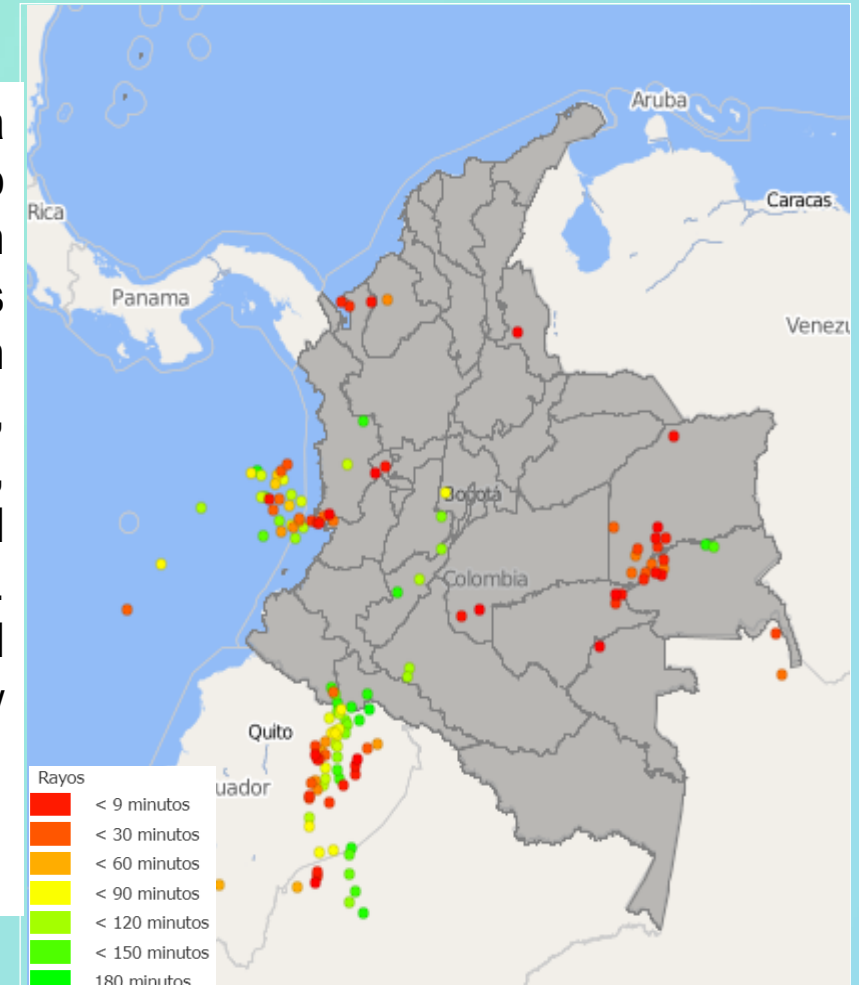 Aruba
Caracas
Rica
Panama
Venezu
Bogotá
Colombia
Quito
uador
Rayos
< 9 minutos
< 30 minutos
< 60 minutos
< 90 minutos
< 120 minutos
< 150 minutos
180 minutos